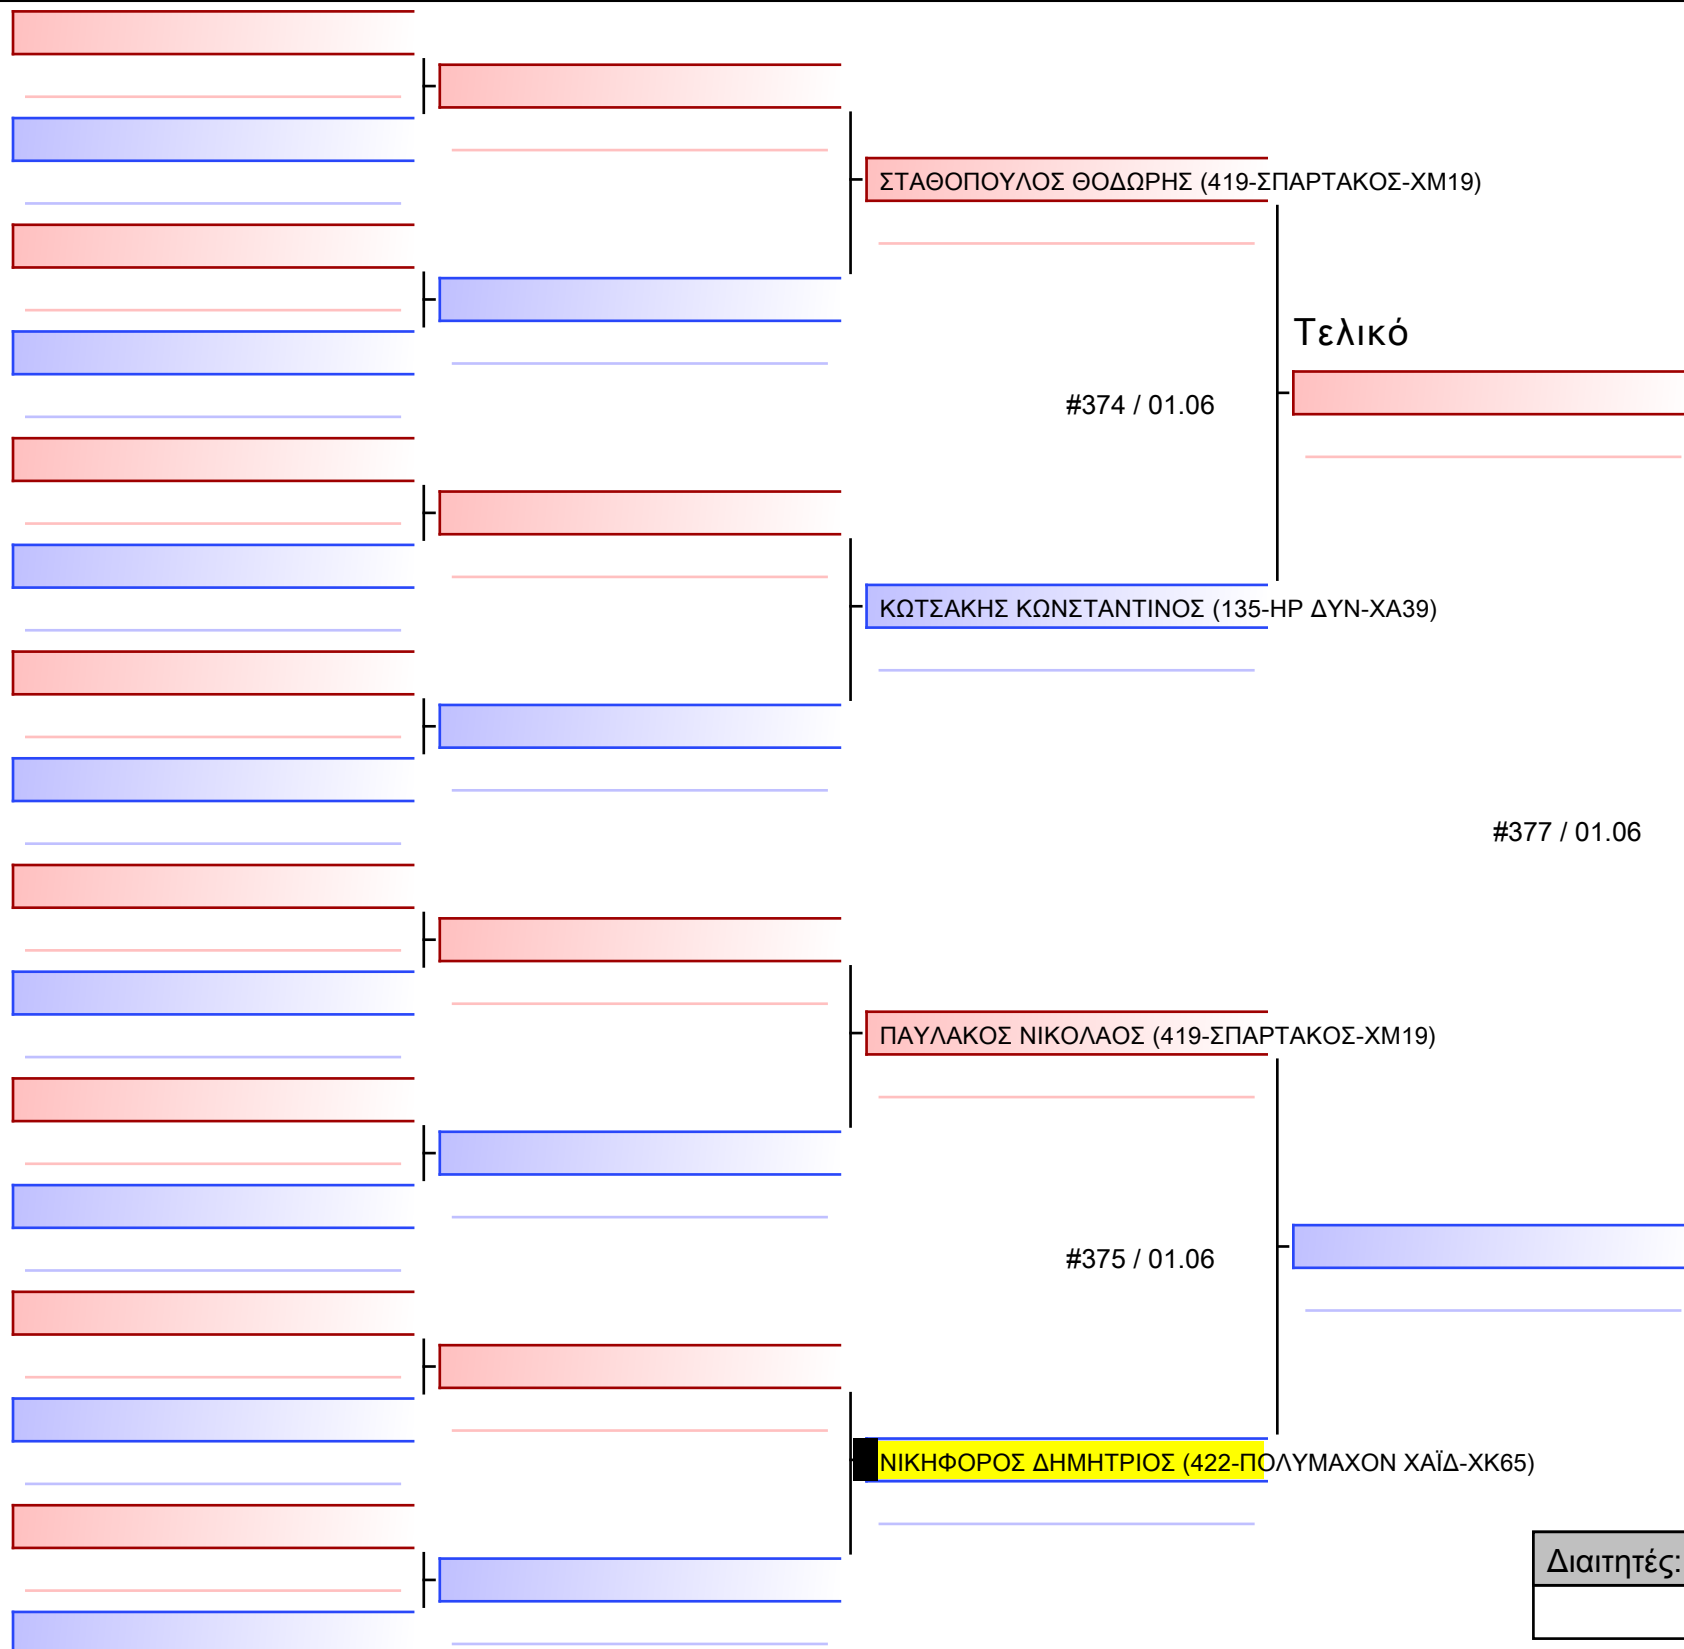 ΣΤΑΘΟΠΟΥΛΟΣ ΘΟΔΩΡΗΣ (419-ΣΠΑΡΤΑΚΟΣ-ΧΜ19)
Τελικό
#374 / 01.06
ΚΩΤΣΑΚΗΣ ΚΩΝΣΤΑΝΤΙΝΟΣ (135-ΗΡ ΔΥΝ-ΧΑ39)
#377 / 01.06
ΠΑΥΛΑΚΟΣ ΝΙΚΟΛΑΟΣ (419-ΣΠΑΡΤΑΚΟΣ-ΧΜ19)
#375 / 01.06
ΝΙΚΗΦΟΡΟΣ ΔΗΜΗΤΡΙΟΣ (422-ΠΟΛΥΜΑΧΟΝ ΧΑΪΔ-ΧΚ65)
Διαιτητές: